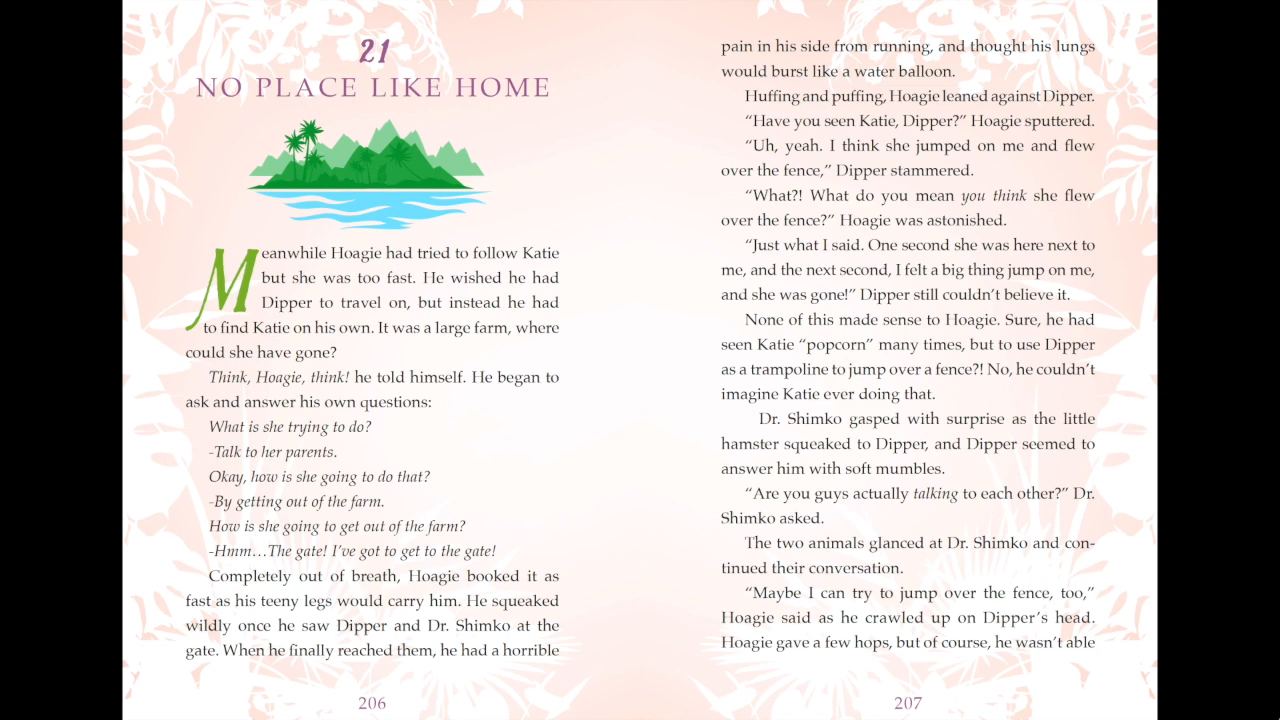 21
NO PLACE LIKE HOME
Meanwhile Hoagie had tried to follow Katie
but she was too fast. He wished he had
Dipper to travel on, but instead he had
to find Katie on his own. It was a large farm, where
could she have gone?
Think, Hoagie, think! he told himself. He began to
ask and answer his own questions:
What is she trying to do?
-Talk to her parents.
Okay, how is she going to do that?
-By getting out of the farm.
How is she going to get out of the farm?
-Hmm…The gate! I’ve got to get to the gate!
Completely out of breath, Hoagie booked it as
fast as his teeny legs would carry him. He squeaked
wildly once he saw Dipper and Dr. Shimko at the
gate. When he finally reached them, he had a horrible
206
pain in his side from running, and thought his lungs
would burst like a water balloon.
Huffing and puffing, Hoagie leaned against Dipper.
“Have you seen Katie, Dipper?” Hoagie sputtered.
“Uh, yeah. I think she jumped on me and flew
over the fence,” Dipper stammered.
“What?! What do you mean you think she flew
over the fence?” Hoagie was astonished.
“Just what I said. One second she was here next to
me, and the next second, I felt a big thing jump on me,
and she was gone!” Dipper still couldn’t believe it.
None of this made sense to Hoagie. Sure, he had
seen Katie “popcorn” many times, but to use Dipper
as a trampoline to jump over a fence?! No, he couldn’t
imagine Katie ever doing that.
Dr. Shimko gasped with surprise as the little
hamster squeaked to Dipper, and Dipper seemed to
answer him with soft mumbles.
“Are you guys actually talking to each other?” Dr.
Shimko asked.
The two animals glanced at Dr. Shimko and con-
tinued their conversation.
“Maybe I can try to jump over the fence, too,”
Hoagie said as he crawled up on Dipper’s head.
Hoagie gave a few hops, but of course, he wasn’t able
207